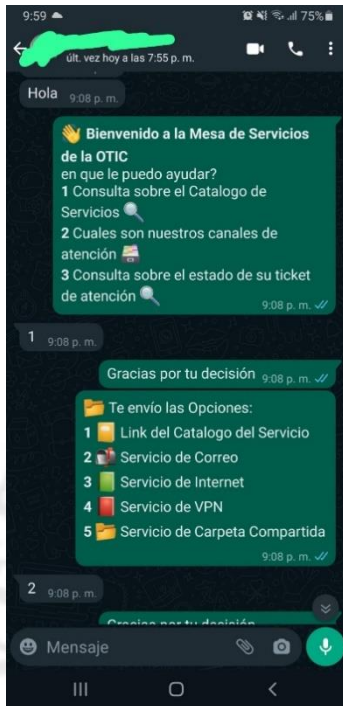 9:59
75%
últ. vez hoy a las 7:55 p. m.
Hola 9:08 p. m.
Bienvenido a la Mesa de Servicios
de la OTIC
en que le puedo ayudar?
1 Consulta sobre el Catalogo de
Servicios
2 Cuales son nuestros canales de
atención
3 Consulta sobre el estado de su ticket
de atención
9:08 p. m.
1 9:08 p. m.
Gracias por tu decisión 9:08 p. m.
Te envío las Opciones:
1 Link del Catalogo del Servicio
2 Servicio de Correo
3 Servicio de Internet
4 Servicio de VPN
5 Servicio de Carpeta Compartida
9:08 p. m.
2 9:08 p. m.
Gracias por tu decisión
Mensaje